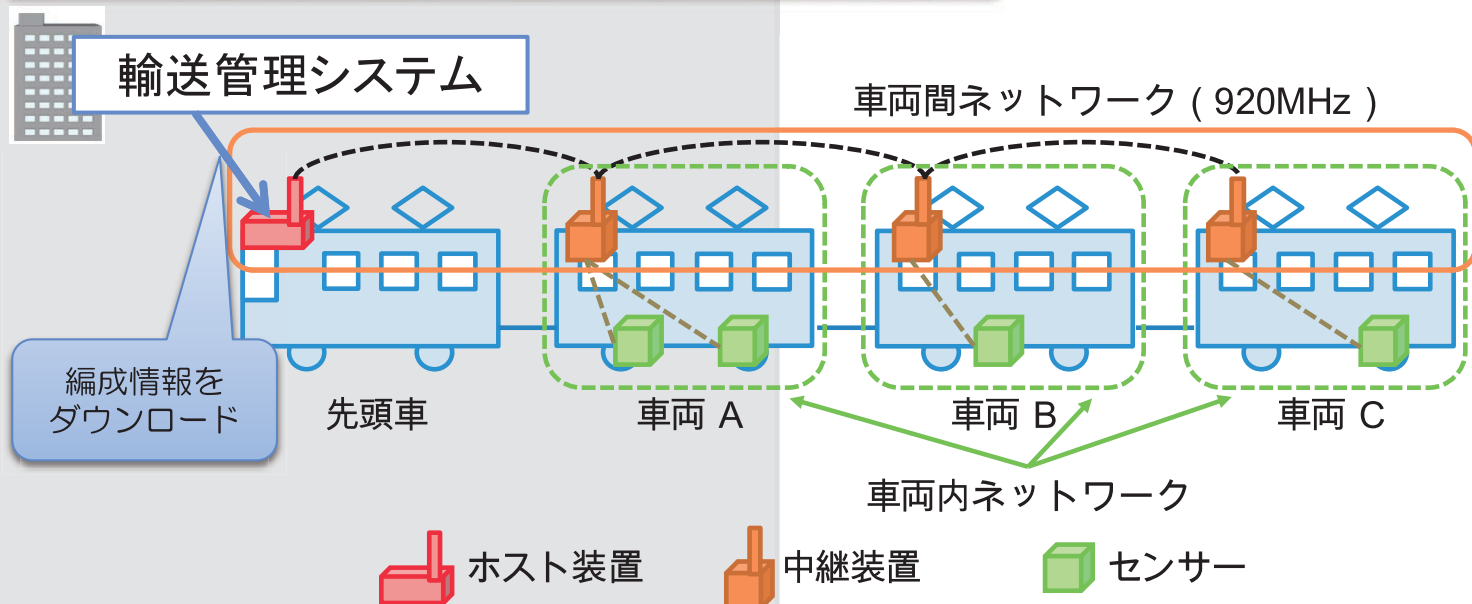 輸送管理システム
車両間ネットワーク ( 920MHz )
編成情報を
ダウンロード
先頭車
車両 A
車両 B
車両 C
車両内ネットワーク
ホスト装置
中継装置
センサー